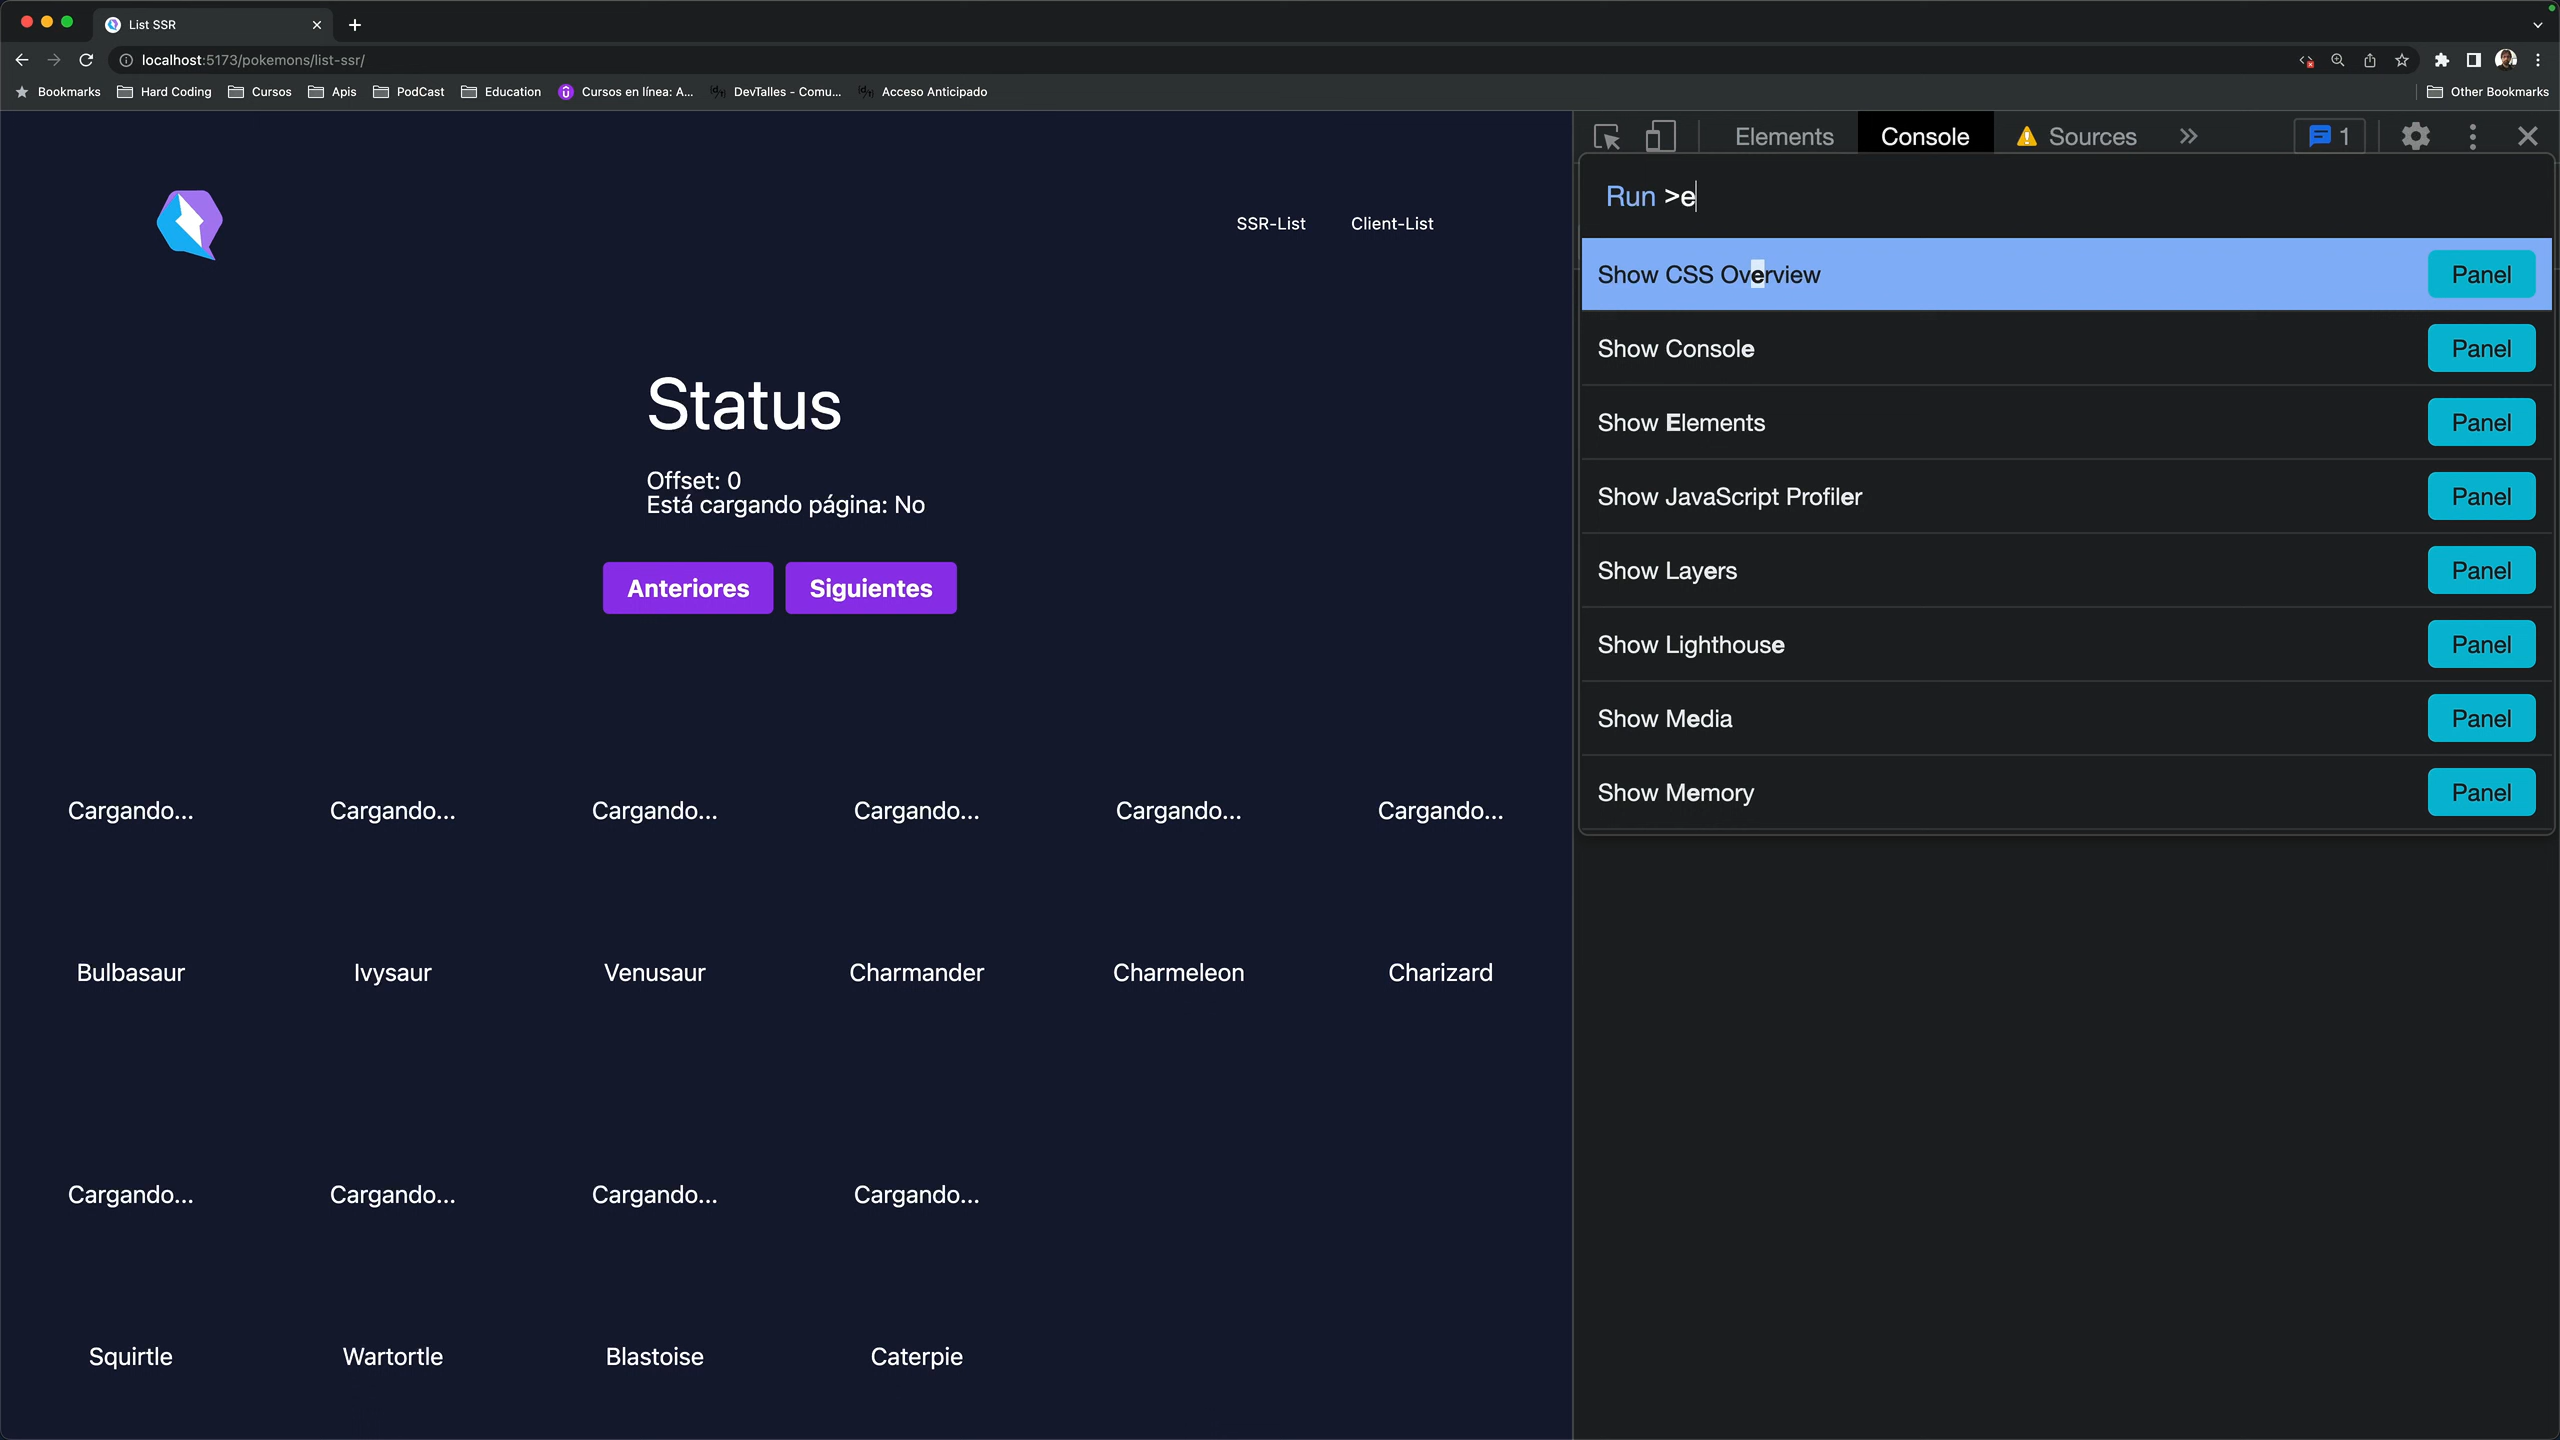 List SSR
localhost:5173/pokemons/list-ssr/
Bookmarks Hard Coding Cursos Apis PodCast Education Cursos en línea: A... DevTalles - Comu... Acceso Anticipado Other Bookmarks
SSR-List Client-List
Status
Offset: 0
Está cargando página: No
Anteriores Siguientes
Cargando... Cargando... Cargando... Cargando... Cargando... Cargando...
Bulbasaur Ivysaur Venusaur Charmander Charmeleon Charizard
Cargando... Cargando... Cargando... Cargando...
Squirtle Wartortle Blastoise Caterpie
Elements Console Sources 1
Run >e
Show CSS Overview Panel
Show Console Panel
Show Elements Panel
Show JavaScript Profiler Panel
Show Layers Panel
Show Lighthouse Panel
Show Media Panel
Show Memory Panel